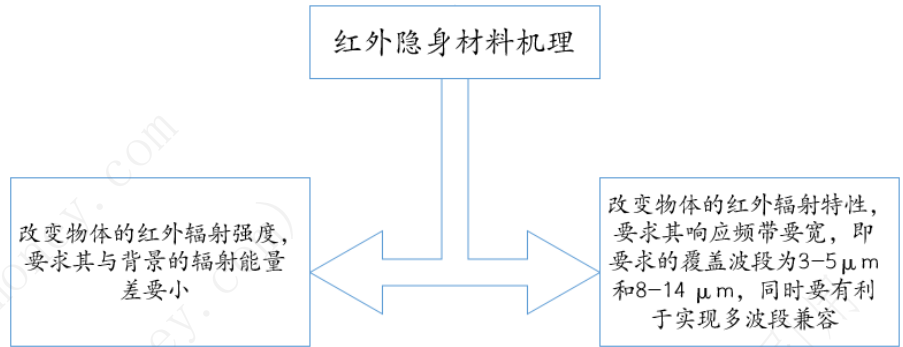 红外隐身材料机理
改变物体的红外辐射强度，
要求其与背景的辐射能量
差要小
改变物体的红外辐射特性，
要求其响应频带要宽，即
要求的覆盖波段为3-5μm
和8-14 μm，同时要有利
于实现多波段兼容